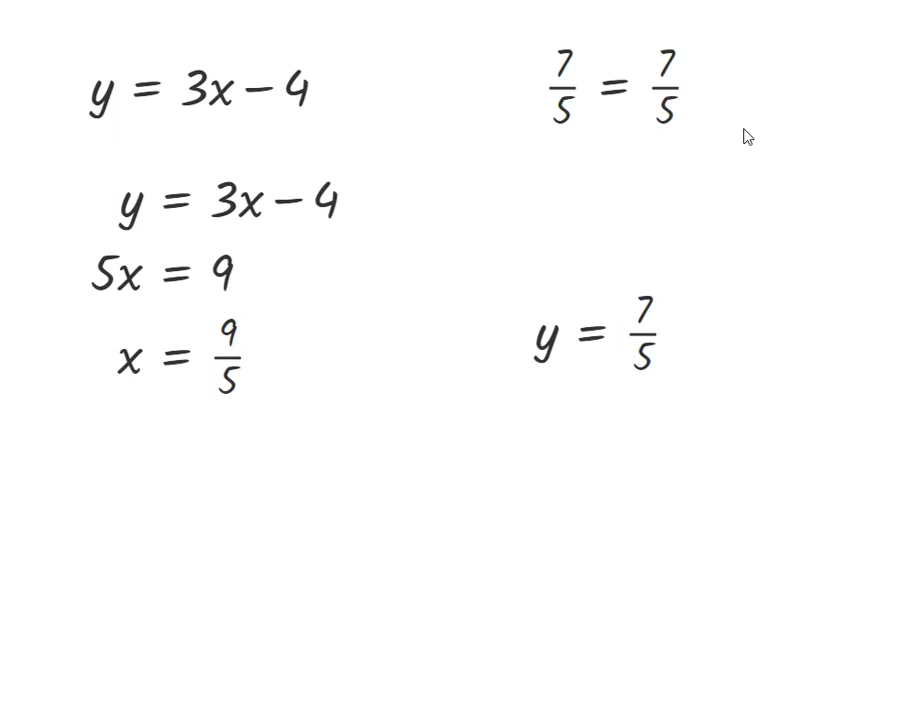 y = 3x − 4
y = 3x − 4
5x = 9
x = 9/5
7/5 = 7/5
y = 7/5